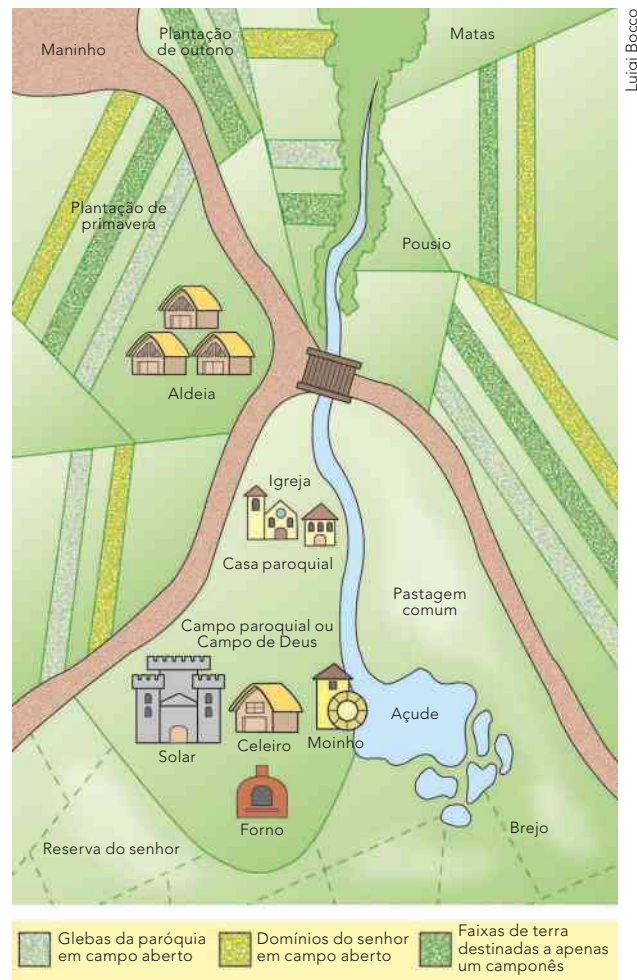 Luigi Bocco
Maninho
Plantação
de outono
Matas
Plantação de
primavera
Pousio
Aldeia
Igreja
Casa paroquial
Pastagem
comum
Campo paroquial ou
Campo de Deus
Açude
Solar
Celeiro
Moinho
Forno
Brejo
Reserva do senhor
Glebas da paróquia
em campo aberto
Domínios do senhor
em campo aberto
Faixas de terra
destinadas a apenas
um camponês